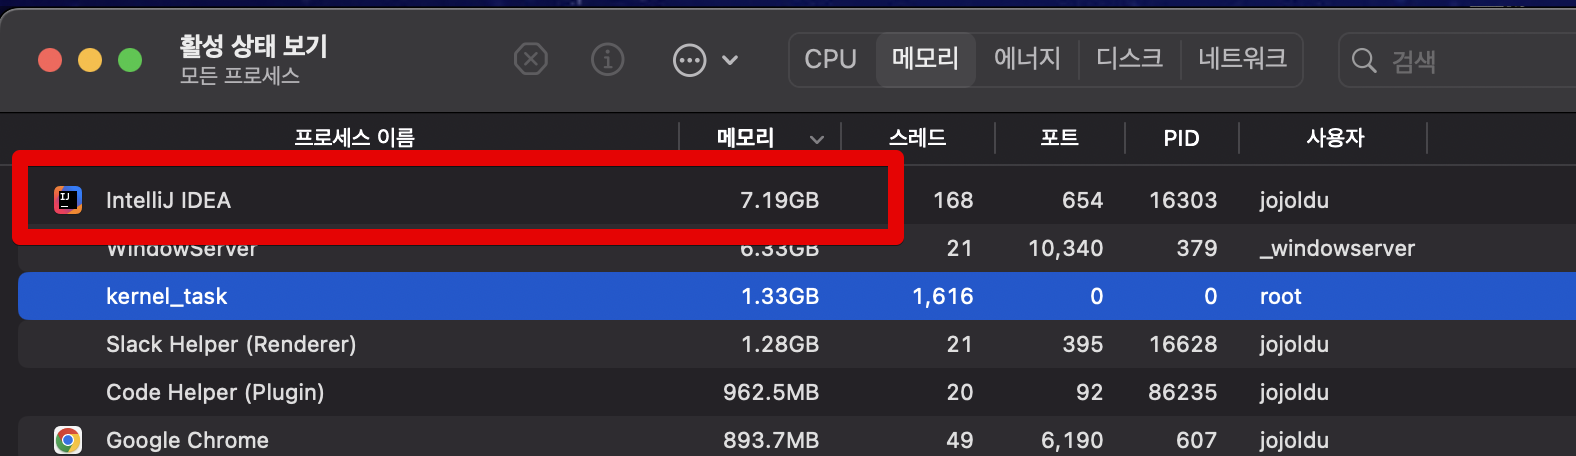 활성 상태 보기
모든 프로세스
CPU 메모리 에너지 디스크 네트워크 검색
프로세스 이름 메모리 스레드 포트 PID 사용자
IJ IntelliJ IDEA 7.19GB 168 654 16303 jojoldu
WindowServer 6.33GB 21 10,340 379 _windowserver
kernel_task 1.33GB 1,616 0 0 root
Slack Helper (Renderer) 1.28GB 21 395 16628 jojoldu
Code Helper (Plugin) 962.5MB 20 92 86235 jojoldu
Google Chrome 893.7MB 49 6,190 607 jojoldu